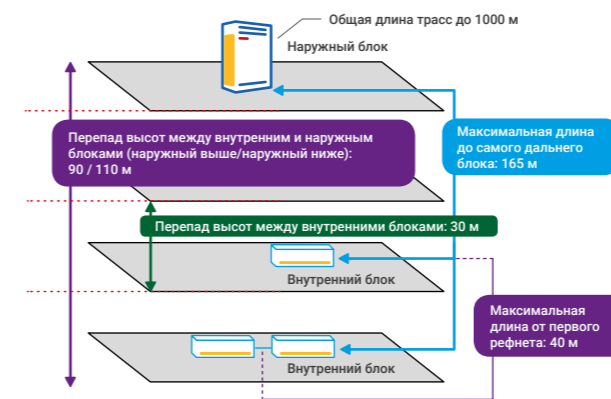 Общая длина трасс до 1000 м
Наружный блок
Перепад высот между внутренним и наружным
блоками (наружный выше/наружный ниже):
90 / 110 м
Максимальная длина
до самого дальнего
блока: 165 м
Перепад высот между внутренними блоками: 30 м
Внутренний блок
Максимальная
длина от первого
рефнета: 40 м
Внутренний блок